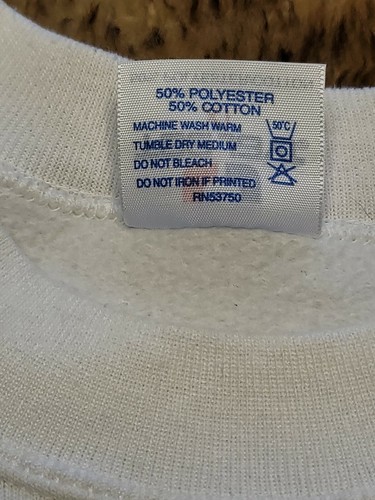 50% POLYESTER
50% COTTON
MACHINE WASH WARM
50°C
TUMBLE DRY MEDIUM
DO NOT BLEACH
DO NOT IRON IF PRINTED
RN53750